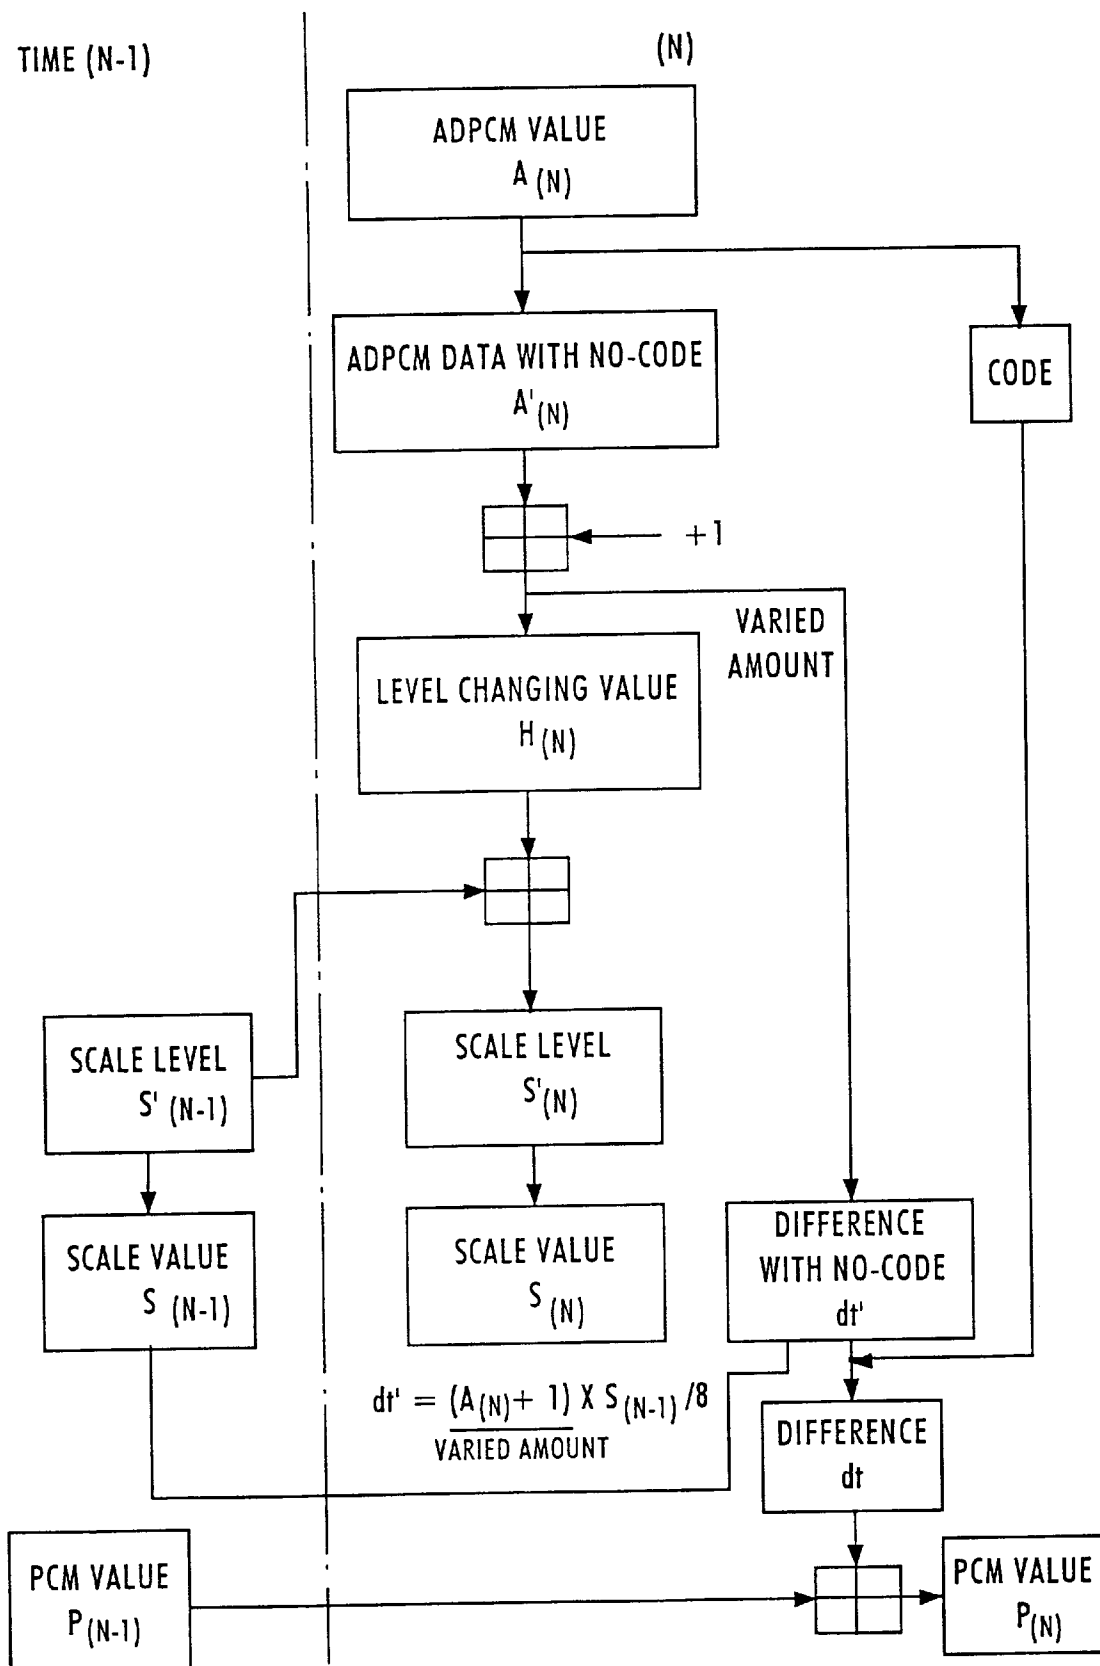 TIME (N-1)
(N)
ADPCM VALUE
A (N)
ADPCM DATA WITH NO-CODE
A'(N)
CODE
+1
VARIED
AMOUNT
LEVEL CHANGING VALUE
H (N)
SCALE LEVEL
S' (N-1)
SCALE LEVEL
S'(N)
SCALE VALUE
S (N-1)
SCALE VALUE
S (N)
DIFFERENCE
WITH NO-CODE
dt'
dt' = (A(N)+ 1) X S(N-1) /8
VARIED AMOUNT
DIFFERENCE
dt
PCM VALUE
P(N-1)
PCM VALUE
P(N)